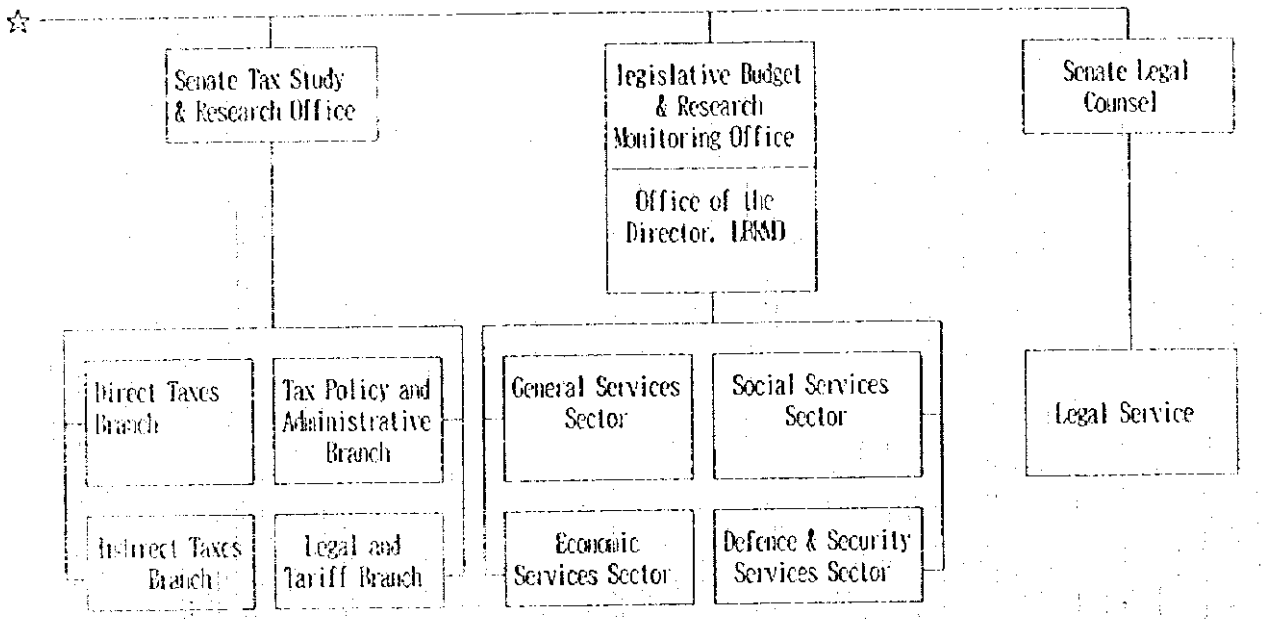 Senate Tax Study
& Research Office
legislative Budget
& Research
Monitoring Office
Office of the
Director. LBRMO
Senate Legal
Counsel
Direct Taxes
Branch
Tax Policy and
Administrative
Branch
Indirect Taxes
Branch
Legal and
Tariff Branch
General Services
Sector
Social Services
Sector
Economic
Services Sector
Defence & Security
Services Sector
Legal Service